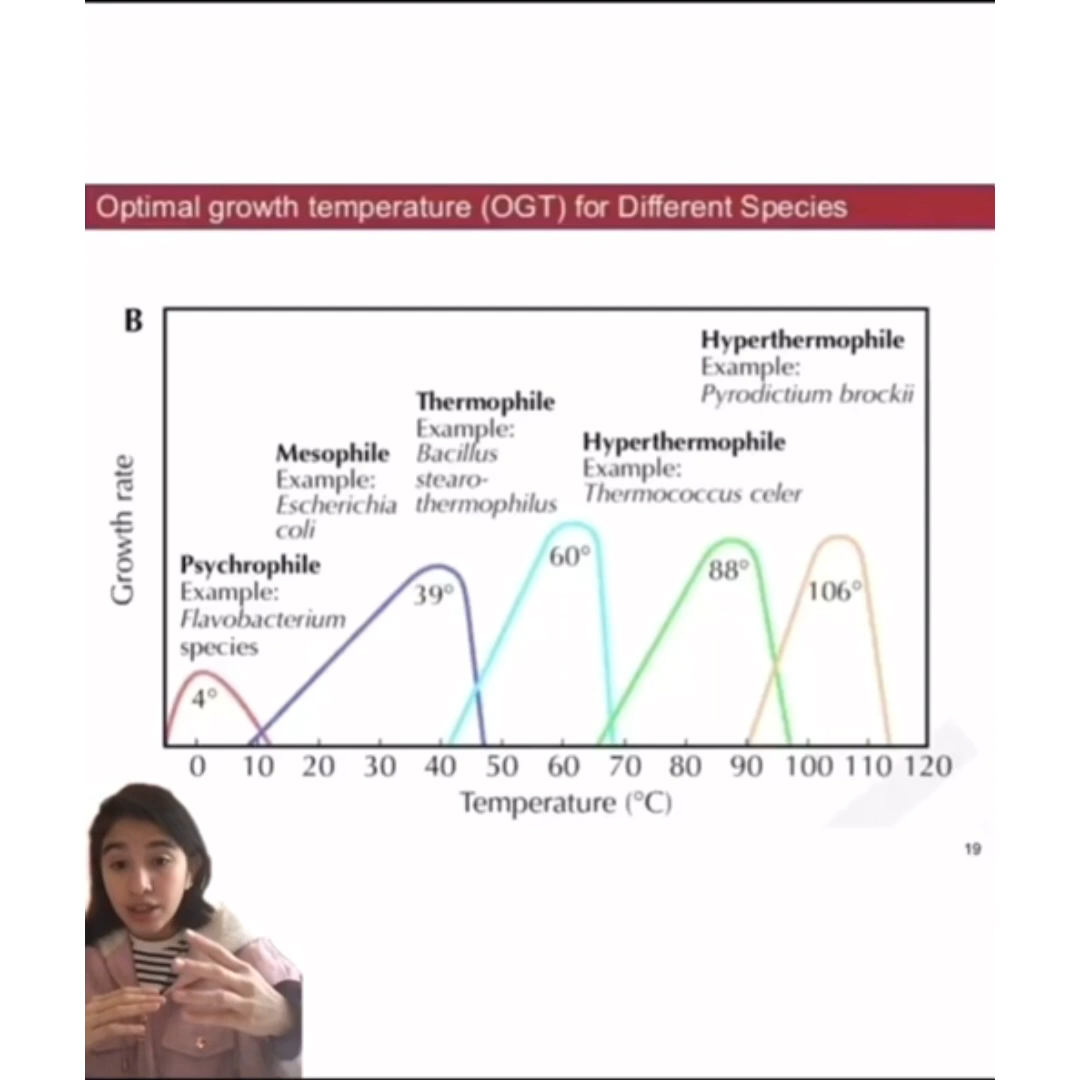 Optimal growth temperature (OGT) for Different Species
B
Hyperthermophile
Example:
Pyrodictium brockii
Thermophile
Example:
Bacillus
stearo-
thermophilus
Hyperthermophile
Example:
Thermococcus celer
Mesophile
Example:
Escherichia
coli
Psychrophile
Example:
Flavobacterium
species
4°
39°
60°
88°
106°
Growth rate
0 10 20 30 40 50 60 70 80 90 100 110 120
Temperature (°C)
19